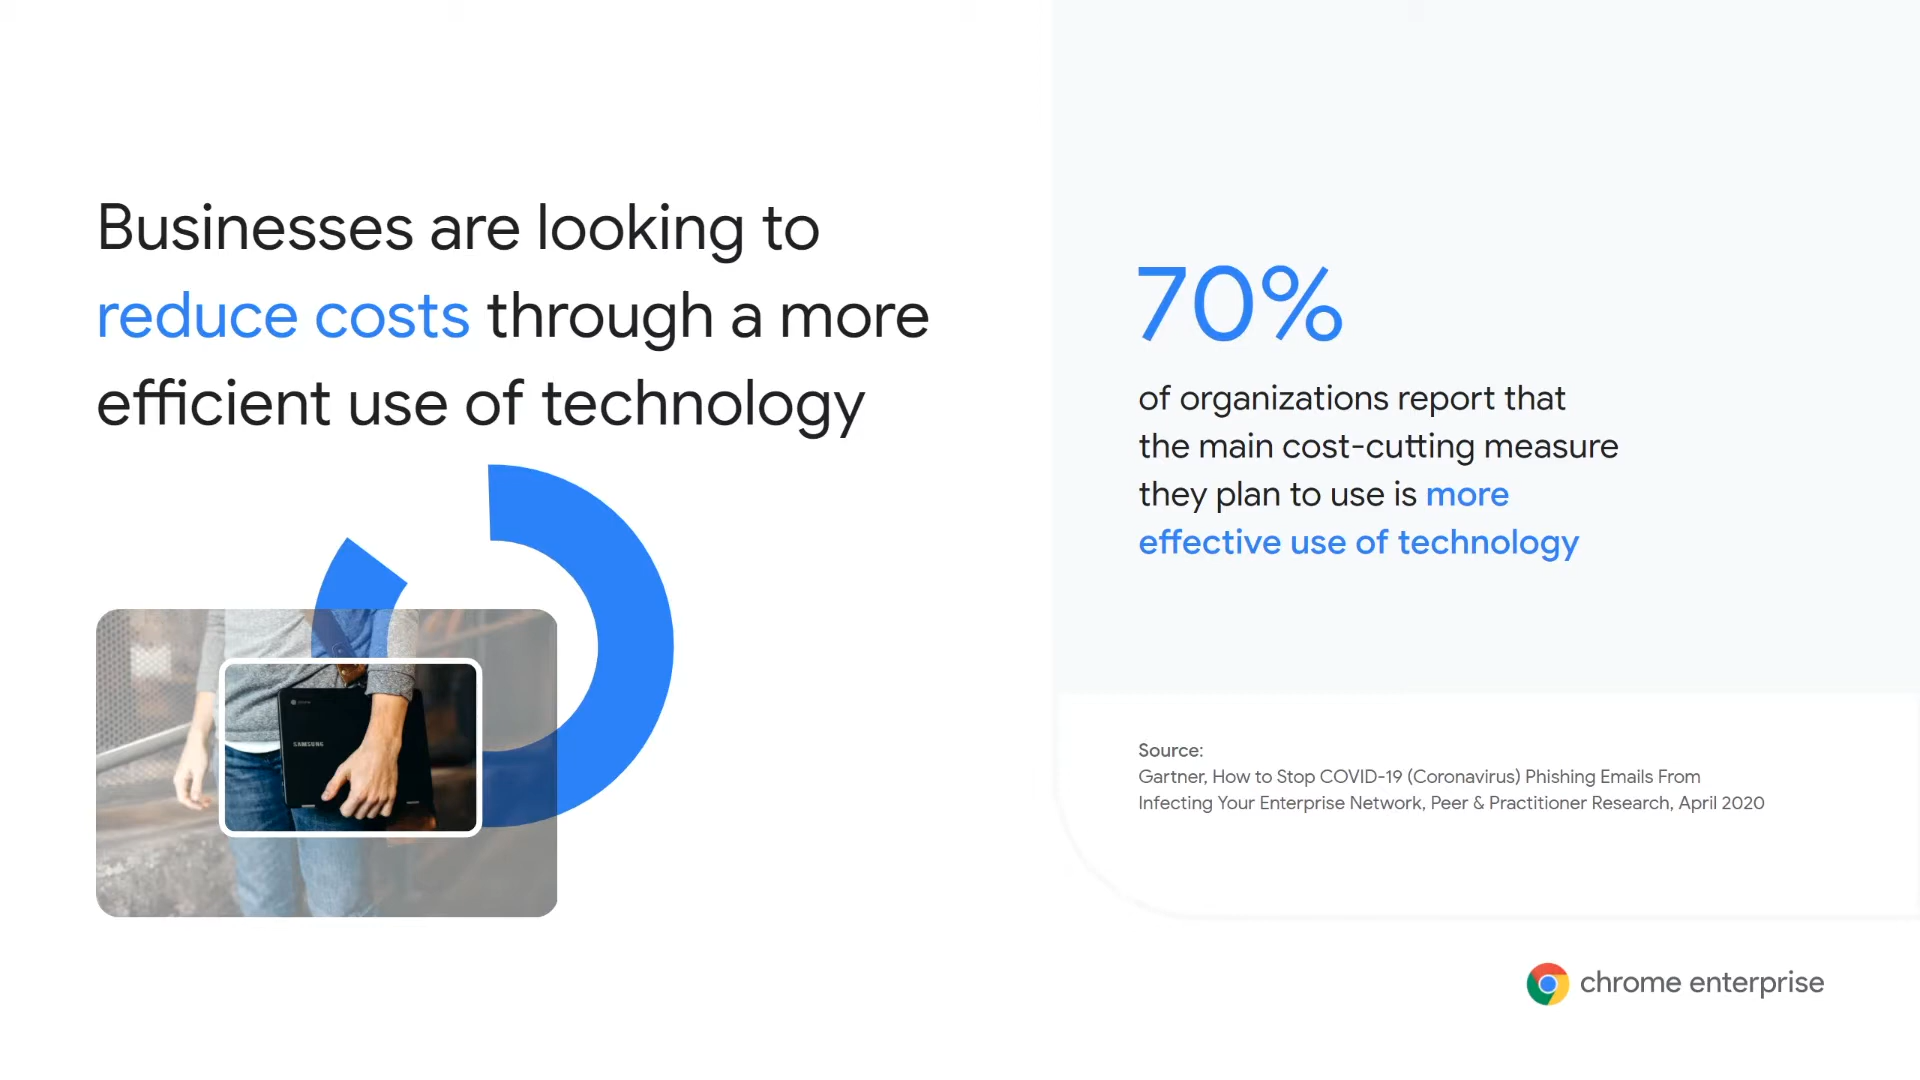 Businesses are looking to
reduce costs through a more
efficient use of technology
SAMSUNG
70%
of organizations report that
the main cost-cutting measure
they plan to use is more
effective use of technology
Source:
Gartner, How to Stop COVID-19 (Coronavirus) Phishing Emails From
Infecting Your Enterprise Network, Peer & Practitioner Research, April 2020
chrome enterprise